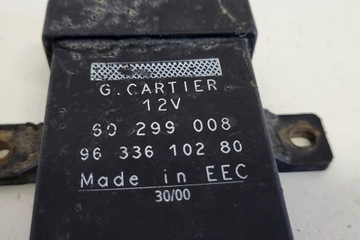 G. CARTIER
12V
60 299 008
96 336 102 80
Made in EEC
30/00